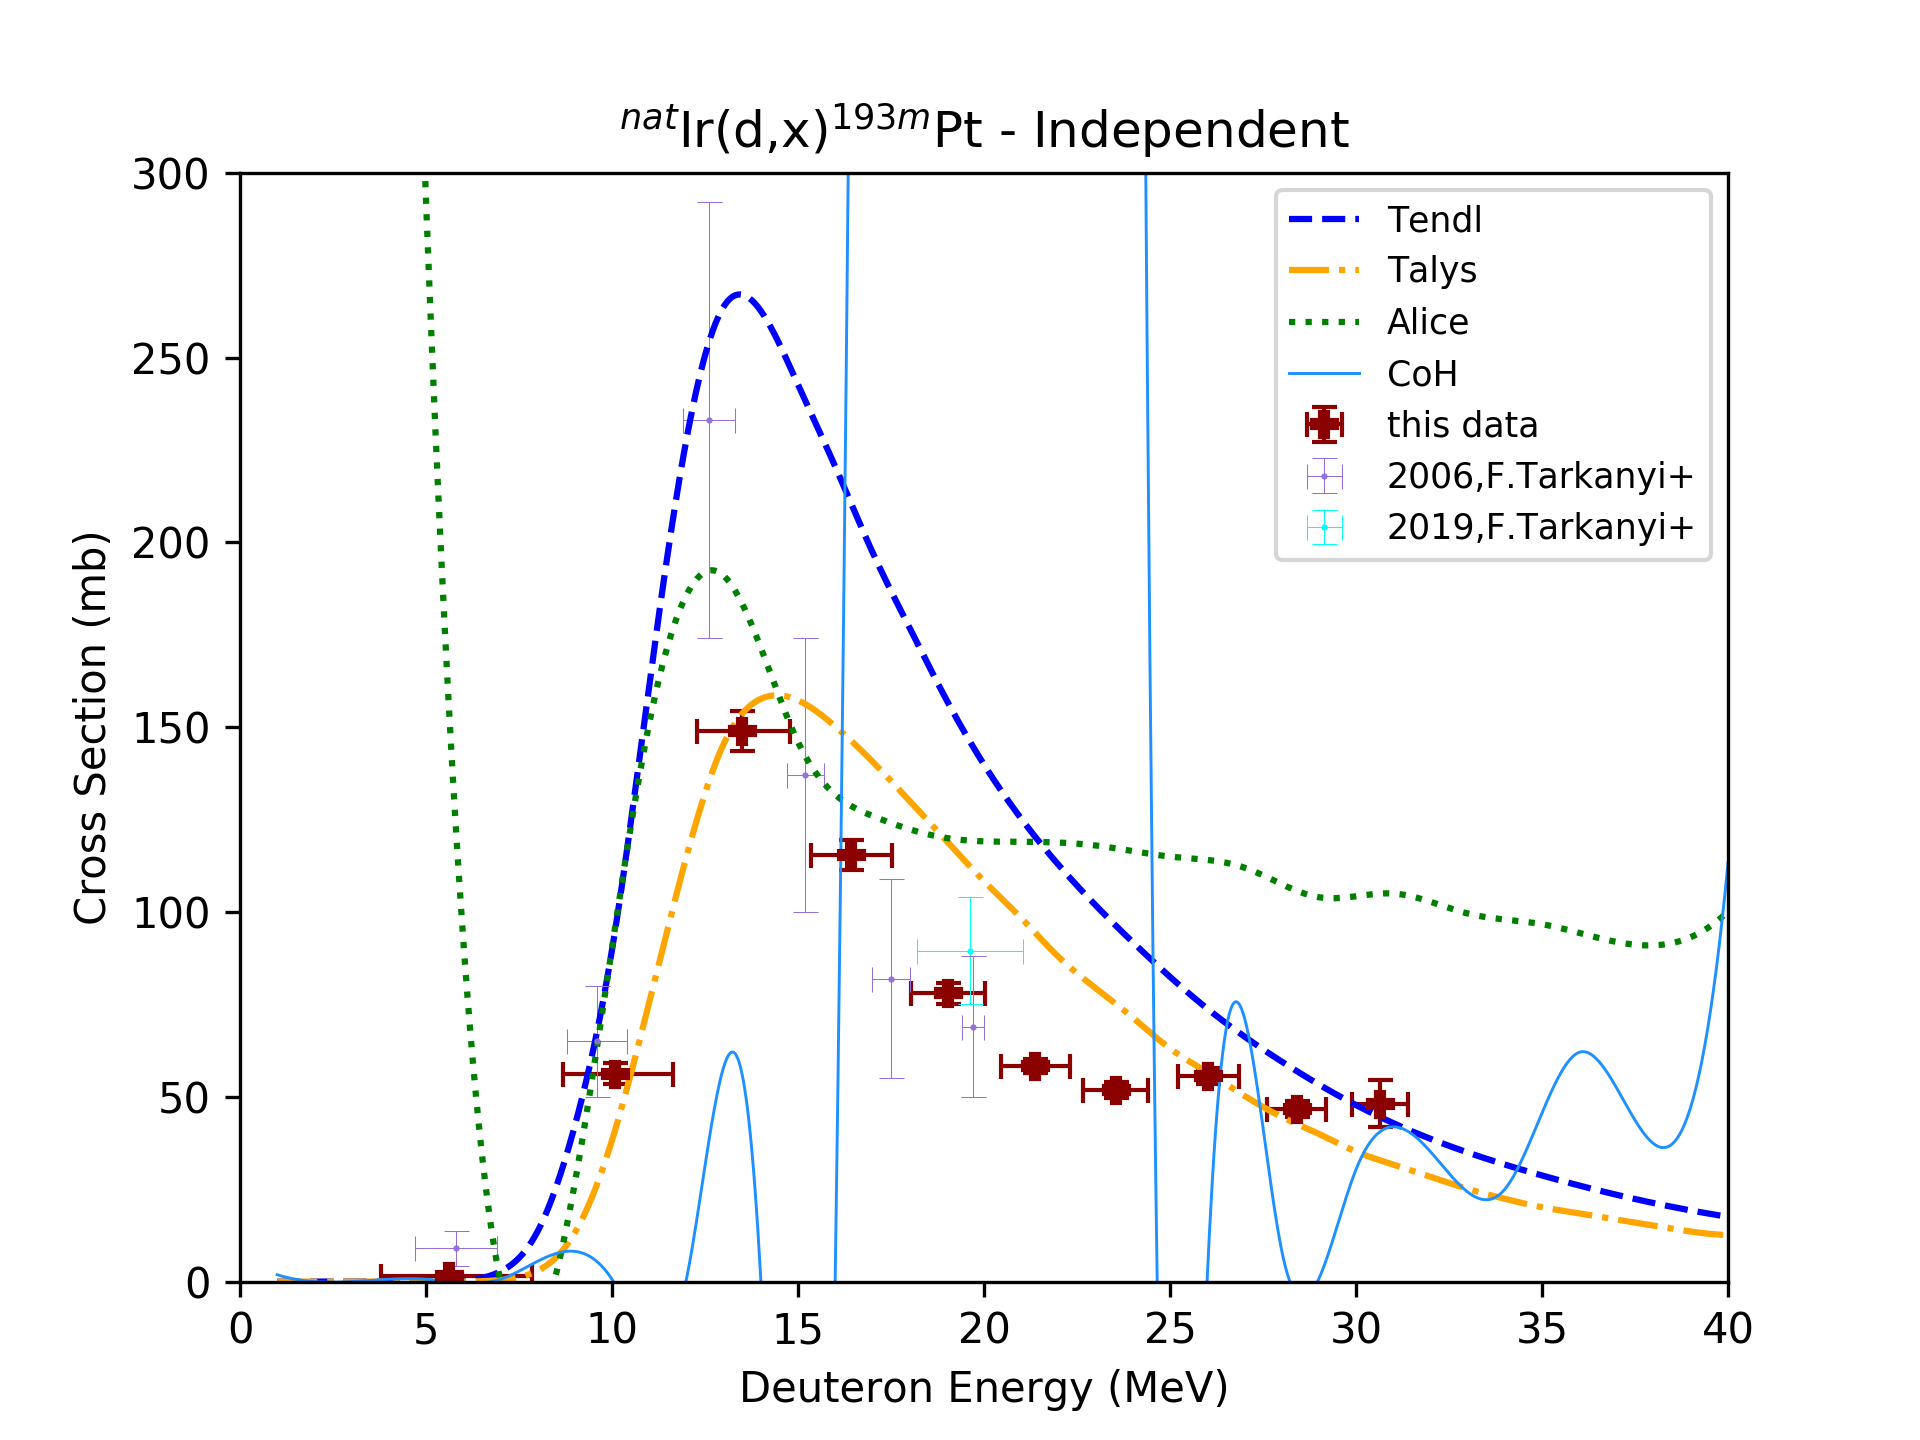 ⁿᵃᵗIr(d,x)¹⁹³ᵐPt - Independent
300
250
200
150
100
50
0
Cross Section (mb)
Tendl
Talys
Alice
CoH
this data
2006,F.Tarkanyi+
2019,F.Tarkanyi+
0 5 10 15 20 25 30 35 40
Deuteron Energy (MeV)